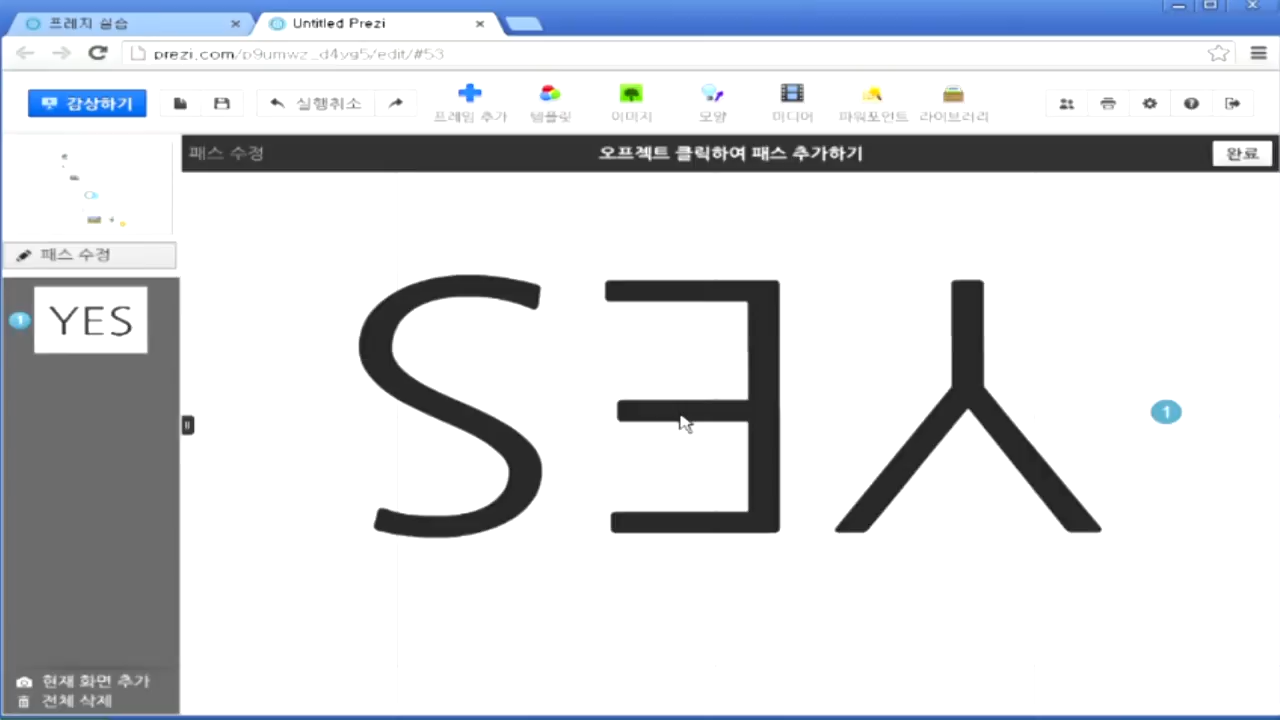 프레지 실습
Untitled Prezi
prezi.com/p9umwz_d4yg5/edit/#53
감상하기
실행취소
프레임 추가
템플릿
이미지
모양
미디어
파워포인트
라이브러리
패스 수정
오프젝트 클릭하여 패스 추가하기
완료
패스 수정
1
YES
YES
1
현재 화면 추가
전체 삭제